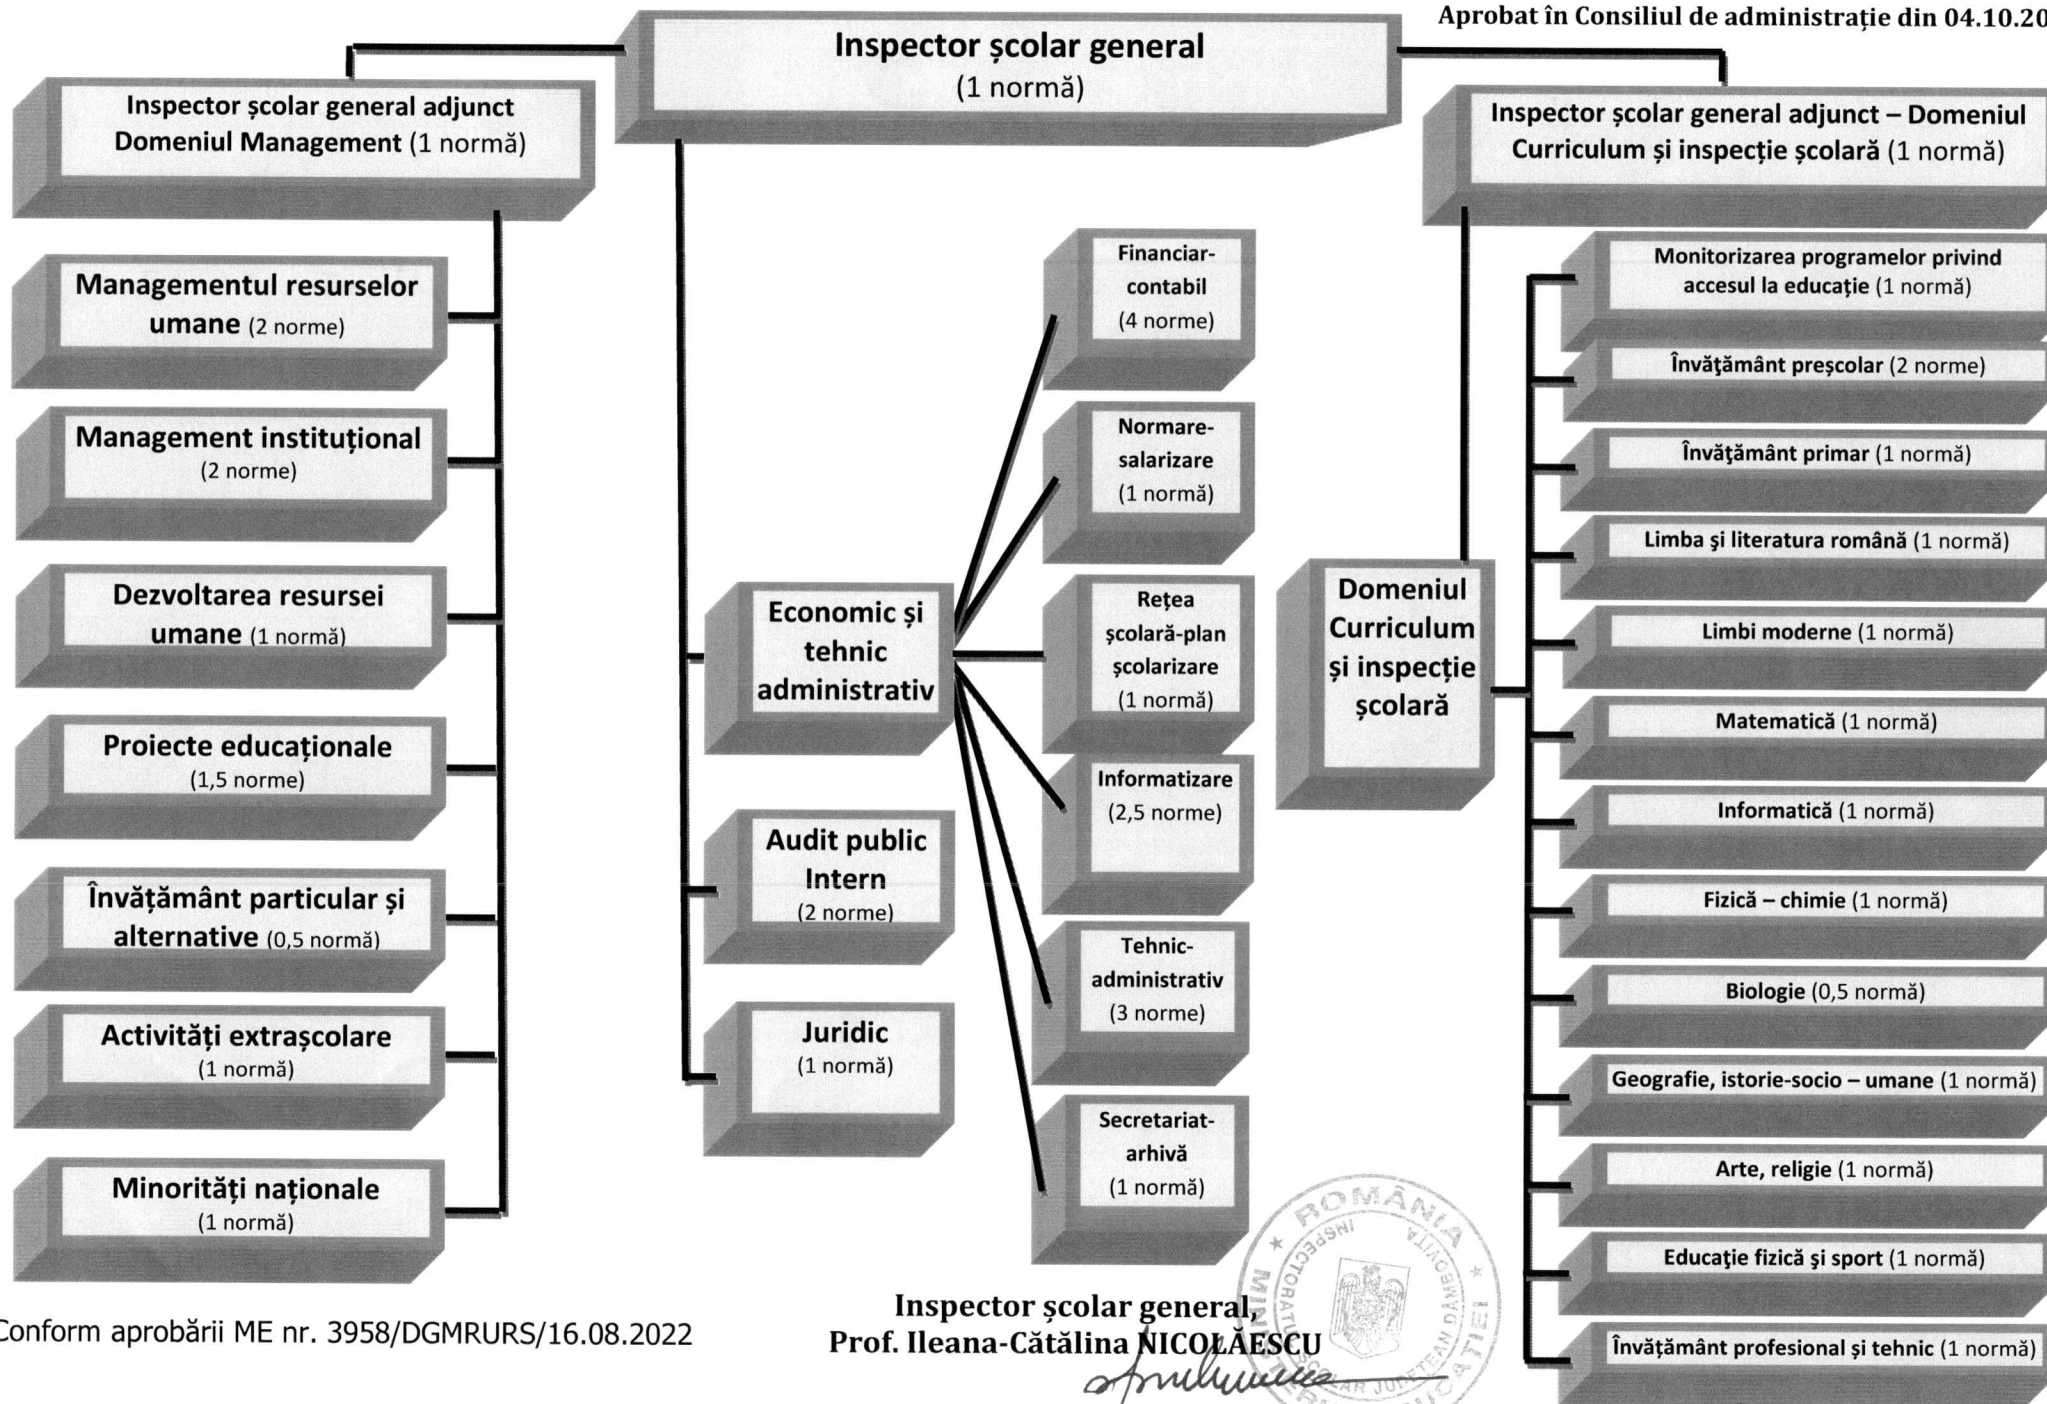 Aprobat în Consiliul de administrație din 04.10.20
Inspector școlar general
(1 normă)
Inspector școlar general adjunct
Domeniul Management (1 normă)
Inspector școlar general adjunct – Domeniul
Curriculum și inspecție școlară (1 normă)
Managementul resurselor
umane (2 norme)
Management instituțional
(2 norme)
Dezvoltarea resursei
umane (1 normă)
Proiecte educaționale
(1,5 norme)
Învățământ particular și
alternative (0,5 normă)
Activități extrașcolare
(1 normă)
Minorități naționale
(1 normă)
Economic și
tehnic
administrativ
Audit public
Intern
(2 norme)
Juridic
(1 normă)
Financiar-
contabil
(4 norme)
Normare-
salarizare
(1 normă)
Rețea
școlară-plan
școlarizare
(1 normă)
Informatizare
(2,5 norme)
Tehnic-
administrativ
(3 norme)
Secretariat-
arhivă
(1 normă)
Domeniul
Curriculum
și inspecție
școlară
Monitorizarea programelor privind
accesul la educație (1 normă)
Învăţământ preșcolar (2 norme)
Învăţământ primar (1 normă)
Limba şi literatura română (1 normă)
Limbi moderne (1 normă)
Matematică (1 normă)
Informatică (1 normă)
Fizică – chimie (1 normă)
Biologie (0,5 normă)
Geografie, istorie-socio – umane (1 normă)
Arte, religie (1 normă)
Educaţie fizică şi sport (1 normă)
Învățământ profesional și tehnic (1 normă)
Conform aprobării ME nr. 3958/DGMRURS/16.08.2022
Inspector școlar general,
Prof. Ileana-Cătălina NICOLĂESCU
ROMÂNIA
INSPECTORATUL ȘCOLAR JUDEȚEAN DÂMBOVIȚA